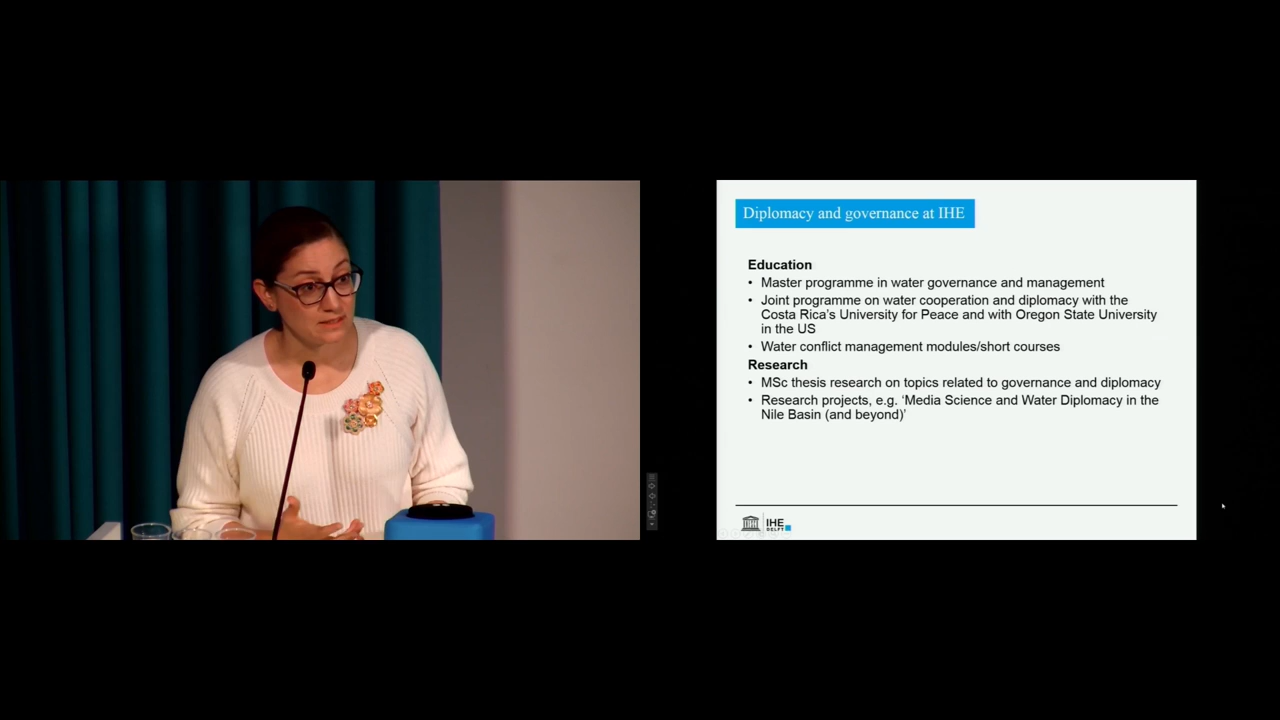 Diplomacy and governance at IHE
Education
• Master programme in water governance and management
• Joint programme on water cooperation and diplomacy with the
Costa Rica's University for Peace and with Oregon State University
in the US
• Water conflict management modules/short courses
Research
• MSc thesis research on topics related to governance and diplomacy
• Research projects, e.g. ‘Media Science and Water Diplomacy in the
Nile Basin (and beyond)’
IHE
DELFT